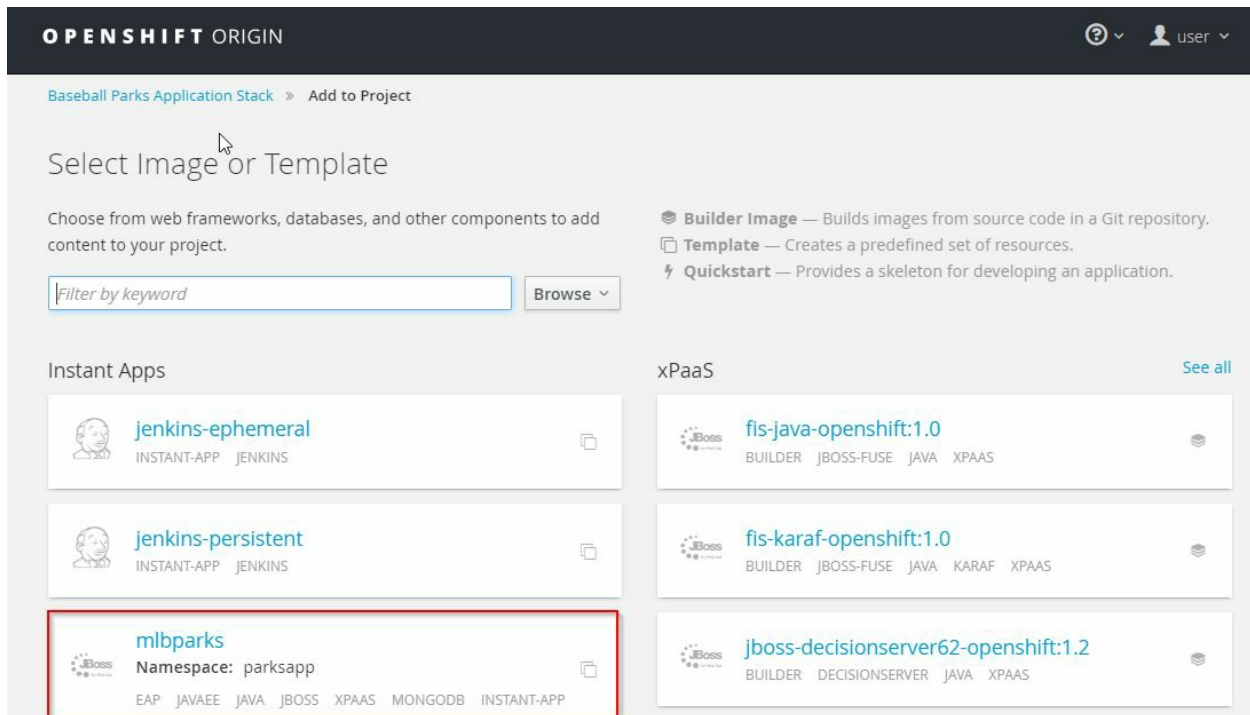 OPENSHIFT ORIGIN
user
Baseball Parks Application Stack » Add to Project
Select Image or Template
Choose from web frameworks, databases, and other components to add
content to your project.
Filter by keyword
Browse
Builder Image — Builds images from source code in a Git repository.
Template — Creates a predefined set of resources.
Quickstart — Provides a skeleton for developing an application.
Instant Apps
jenkins-ephemeral
INSTANT-APP JENKINS
jenkins-persistent
INSTANT-APP JENKINS
JBoss
mlbparks
Namespace: parksapp
EAP JAVAEE JAVA JBOSS XPAAS MONGODB INSTANT-APP
xPaaS
See all
JBoss
fis-java-openshift:1.0
BUILDER JBOSS-FUSE JAVA XPAAS
JBoss
fis-karaf-openshift:1.0
BUILDER JBOSS-FUSE JAVA KARAF XPAAS
JBoss
jboss-decisionserver62-openshift:1.2
BUILDER DECISIONSERVER JAVA XPAAS